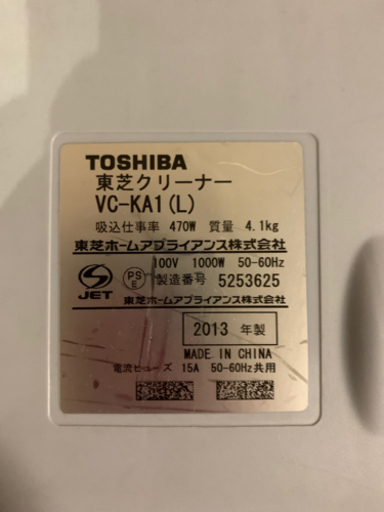 TOSHIBA
東芝クリーナー
VC-KA1(L)
吸込仕事率 470W 質量 4.1kg
東芝ホームアプライアンス株式会社
100V 1000W 50-60Hz
S JET
PS E
製造番号 5253625
東芝ホームアプライアンス株式会社
2013 年製
MADE IN CHINA
電流ヒューズ 15A 50-60Hz共用